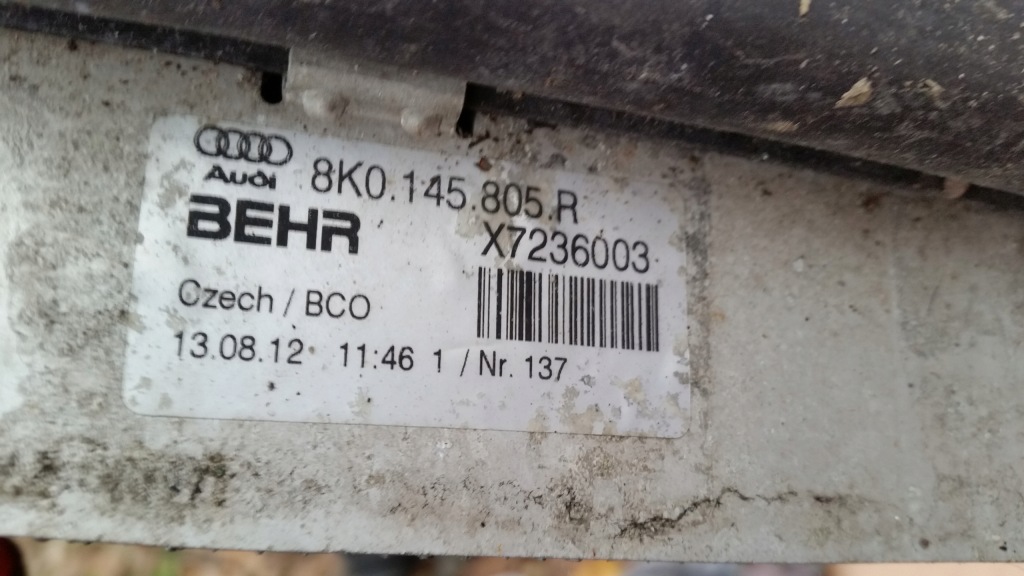 Audi 8K0.145.805.R
BEHR X7236003
Czech / BCO
13.08.12 11:46 1 / Nr. 137